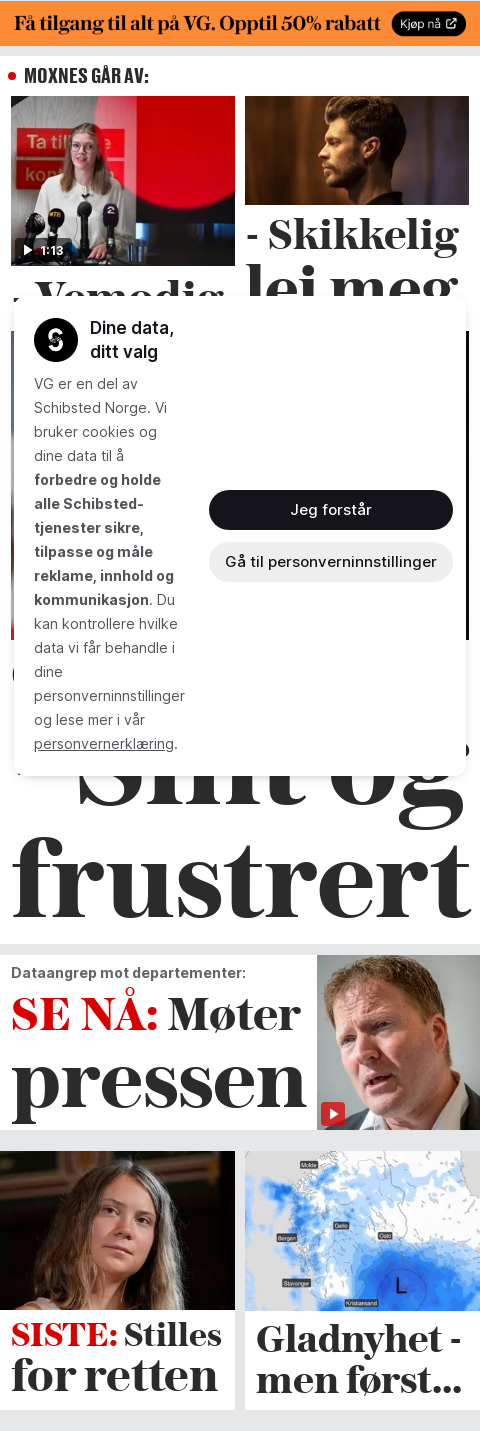 Få tilgang til alt på VG. Opptil 50% rabatt
Kjøp nå
MOXNES GÅR AV:
1:13
- Vemodig
- Skikkelig
lei meg
Dine data,
ditt valg
VG er en del av
Schibsted Norge. Vi
bruker cookies og
dine data til å
forbedre og holde
alle Schibsted-
tjenester sikre,
tilpasse og måle
reklame, innhold og
kommunikasjon. Du
kan kontrollere hvilke
data vi får behandle i
dine
personverninnstillinger
og lese mer i vår
personvernerklæring.
Jeg forstår
Gå til personverninnstillinger
- Sint og
frustrert
Dataangrep mot departementer:
SE NÅ: Møter
pressen
SISTE: Stilles
for retten
Molde
Geilo
Bergen
Oslo
Stavanger
Kristiansand
L
Gladnyhet -
men først...